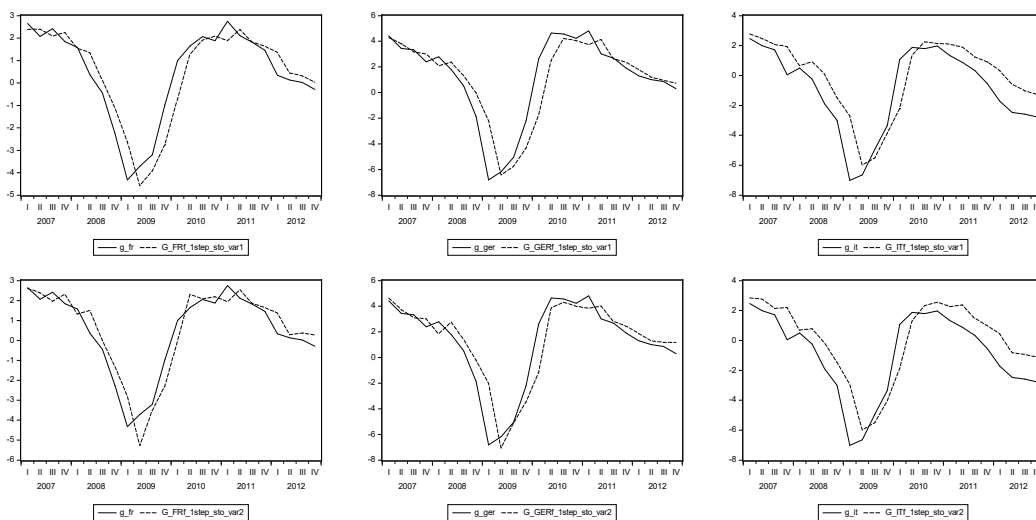 3
2
1
0
-1
-2
-3
-4
-5
I II III IV I II III IV I II III IV I II III IV I II III IV I II III IV
2007 2008 2009 2010 2011 2012
g_fr G_FRf_1step_sto_var1
6
4
2
0
-2
-4
-6
-8
I II III IV I II III IV I II III IV I II III IV I II III IV I II III IV
2007 2008 2009 2010 2011 2012
g_ger G_GERf_1step_sto_var1
4
2
0
-2
-4
-6
-8
I II III IV I II III IV I II III IV I II III IV I II III IV I II III I
2007 2008 2009 2010 2011 2012
g_it G_ITf_1step_sto_var1
3
2
1
0
-1
-2
-3
-4
-5
-6
I II III IV I II III IV I II III IV I II III IV I II III IV I II III IV
2007 2008 2009 2010 2011 2012
g_fr G_FRf_1step_sto_var2
6
4
2
0
-2
-4
-6
-8
I II III IV I II III IV I II III IV I II III IV I II III IV I II III IV
2007 2008 2009 2010 2011 2012
g_ger G_GERf_1step_sto_var2
4
2
0
-2
-4
-6
-8
I II III IV I II III IV I II III IV I II III IV I II III IV I II III I
2007 2008 2009 2010 2011 2012
g_it G_ITf_1step_sto_var2